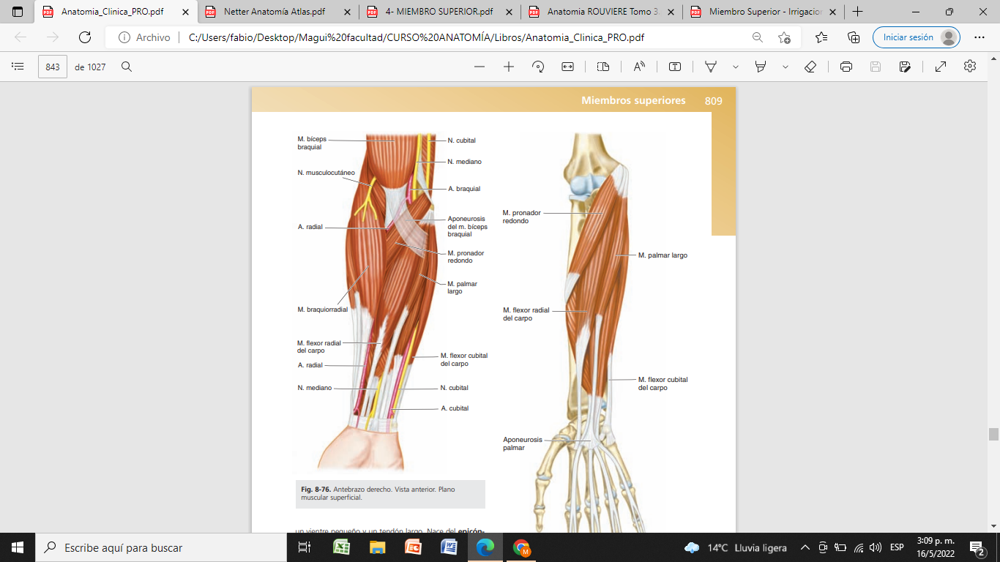 Anatomia_Clinica_PRO.pdf
Netter Anatomía Atlas.pdf
4- MIEMBRO SUPERIOR.pdf
Anatomia ROUVIERE Tomo 3.
Miembro Superior - Irrigacion
Archivo
C:/Users/fabio/Desktop/Magui%20facultad/CURSO%20ANATOMÍA/Libros/Anatomia_Clinica_PRO.pdf
Iniciar sesión
843 de 1027
Miembros superiores 809
M. bíceps
braquial
N. musculocutáneo
A. radial
M. braquiorradial
M. flexor radial
del carpo
A. radial
N. mediano
N. cubital
N. mediano
A. braquial
Aponeurosis
del m. bíceps
braquial
M. pronador
redondo
M. palmar
largo
M. flexor cubital
del carpo
N. cubital
A. cubital
M. pronador
redondo
M. flexor radial
del carpo
Aponeurosis
palmar
M. palmar largo
M. flexor cubital
del carpo
Fig. 8-76. Antebrazo derecho. Vista anterior. Plano
muscular superficial.
un vientre pequeño y un tendón largo. Nace del epicón-
Escribe aquí para buscar
14°C Lluvia ligera
ESP
3:09 p. m.
16/5/2022
2